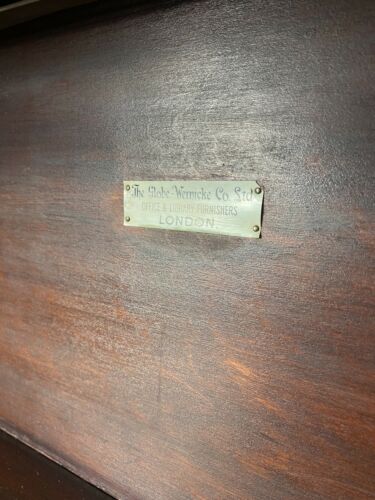 The Globe-Wernicke Co. Ltd
OFFICE & LIBRARY FURNISHERS
LONDON